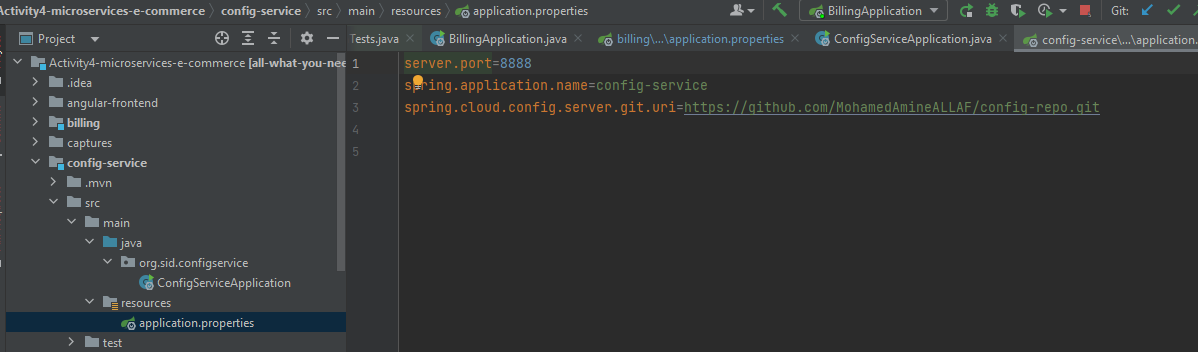 Activity4-microservices-e-commerce > config-service > src > main > resources > application.properties
BillingApplication
Git:
Project
Tests.java
BillingApplication.java
billing\...\application.properties
ConfigServiceApplication.java
config-service\...\application.
Activity4-microservices-e-commerce [all-what-you-nee
.idea
angular-frontend
billing
captures
config-service
.mvn
src
main
java
org.sid.configservice
ConfigServiceApplication
resources
application.properties
test
1 server.port=8888
2 spring.application.name=config-service
3 spring.cloud.config.server.git.uri=https://github.com/MohamedAmineALLAF/config-repo.git
4
5